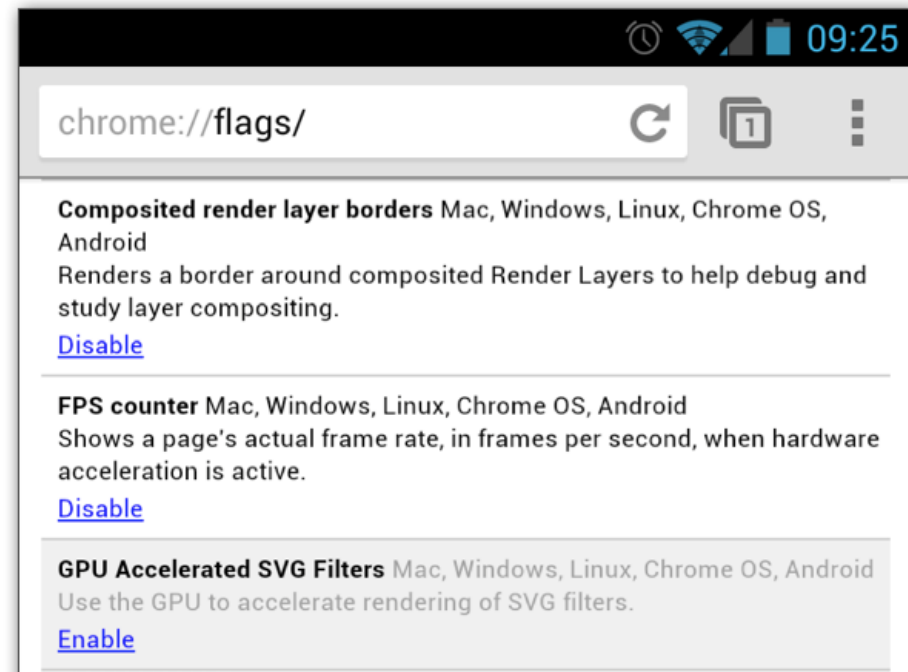 09:25
chrome://flags/
1
Composited render layer borders Mac, Windows, Linux, Chrome OS,
Android
Renders a border around composited Render Layers to help debug and
study layer compositing.
Disable
FPS counter Mac, Windows, Linux, Chrome OS, Android
Shows a page's actual frame rate, in frames per second, when hardware
acceleration is active.
Disable
GPU Accelerated SVG Filters Mac, Windows, Linux, Chrome OS, Android
Use the GPU to accelerate rendering of SVG filters.
Enable